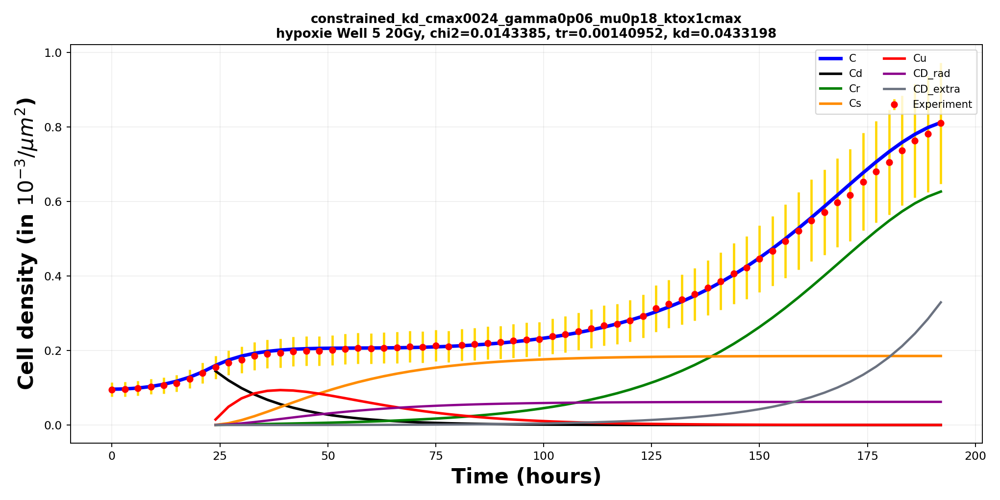 constrained_kd_cmax0024_gamma0p06_mu0p18_ktox1cmax
hypoxie Well 5 20Gy, chi2=0.0143385, tr=0.00140952, kd=0.0433198
Cell density (in 10⁻³/μm²)
1.0
0.8
0.6
0.4
0.2
0.0
C
Cd
Cr
Cs
Cu
CD_rad
CD_extra
Experiment
0 25 50 75 100 125 150 175 200
Time (hours)